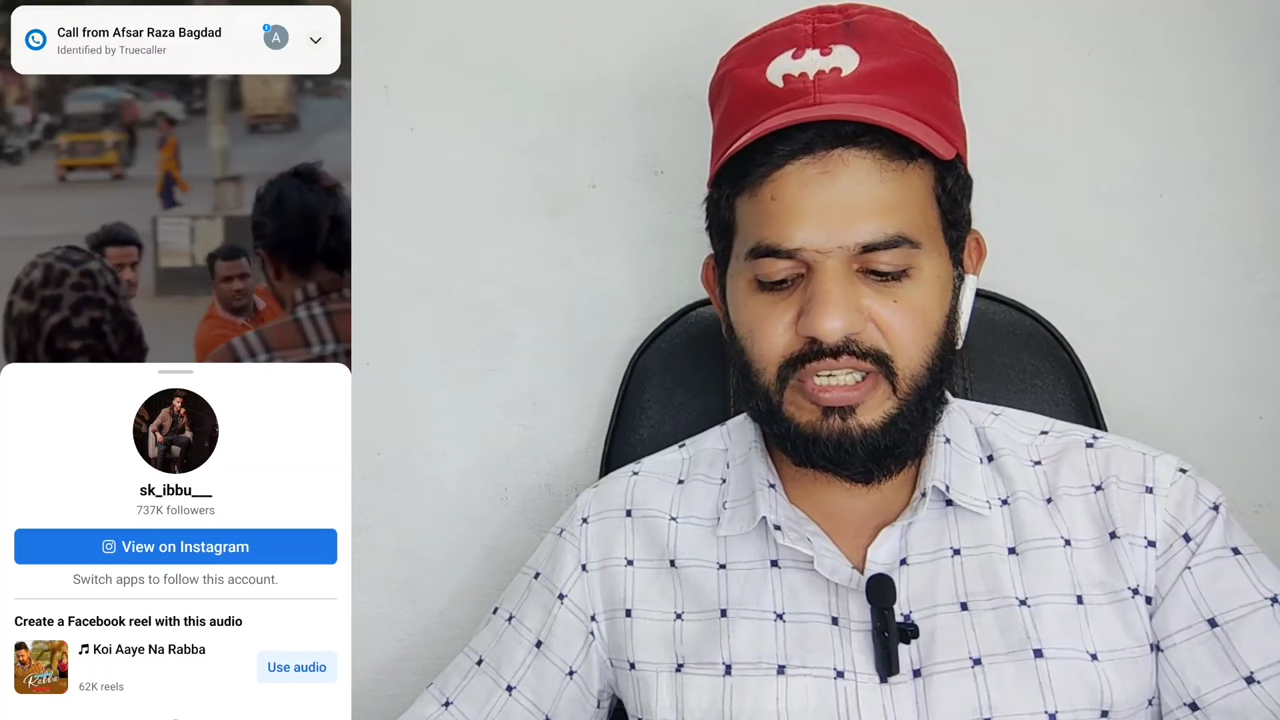 Call from Afsar Raza Bagdad
Identified by Truecaller
A
sk_ibbu___
737K followers
View on Instagram
Switch apps to follow this account.
Create a Facebook reel with this audio
Koi Aaye Na Rabba
62K reels
Use audio